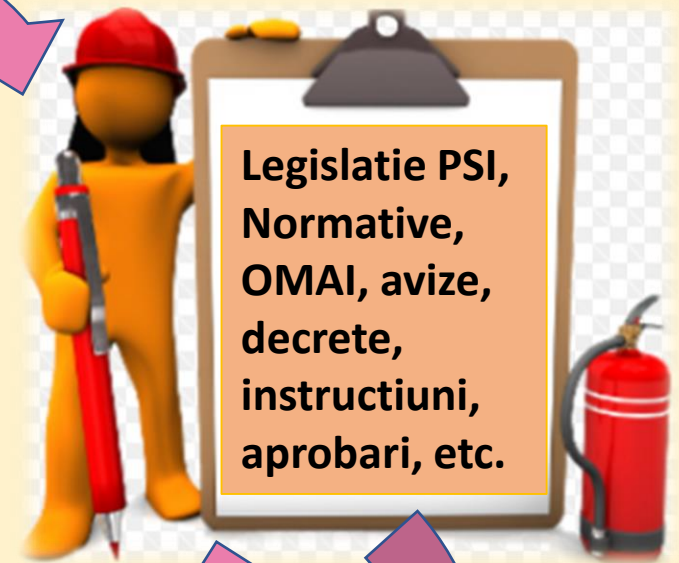 Legislatie PSI,
Normative,
OMAI, avize,
decrete,
instructiuni,
aprobari, etc.